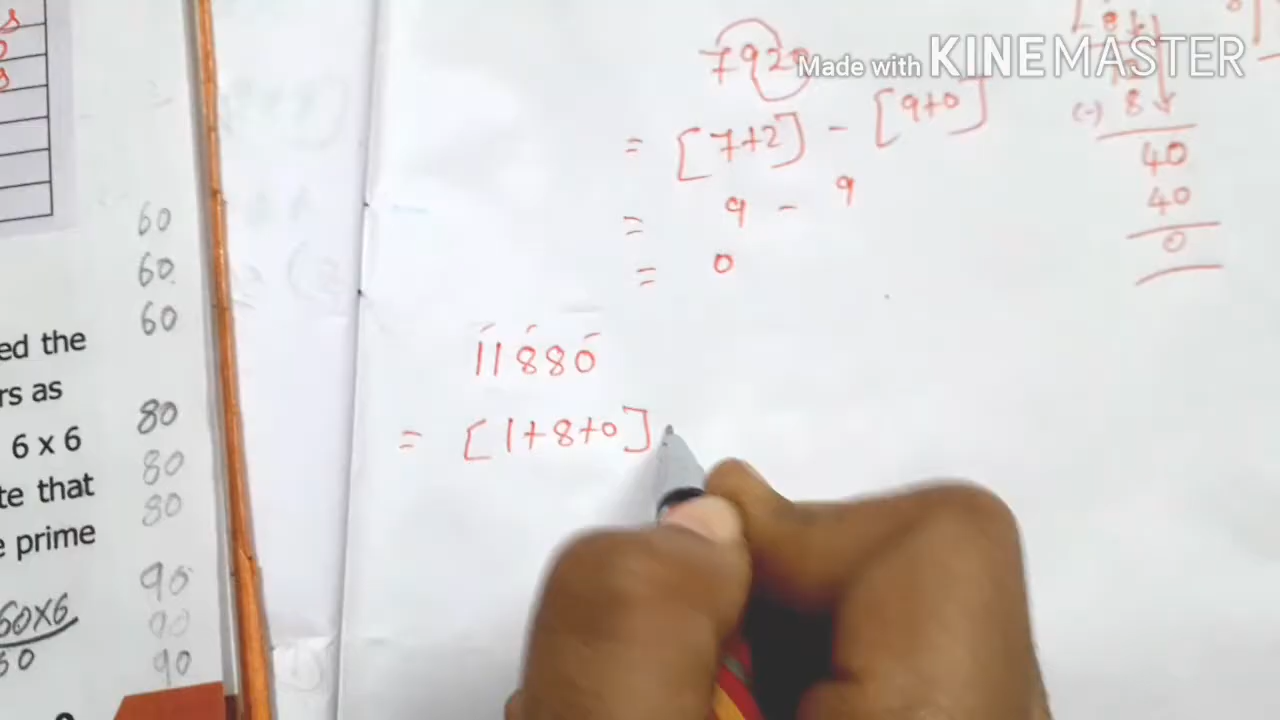 ed the
rs as
6 x 6
te that
e prime
60x6
60
60
60
60
80
80
80
90
90
90
7920
Made with KINEMASTER
= [7+2] - [9+0]
= 9 - 9
= 0
(-) 8
40
40
0
11880
= [1+8+0]